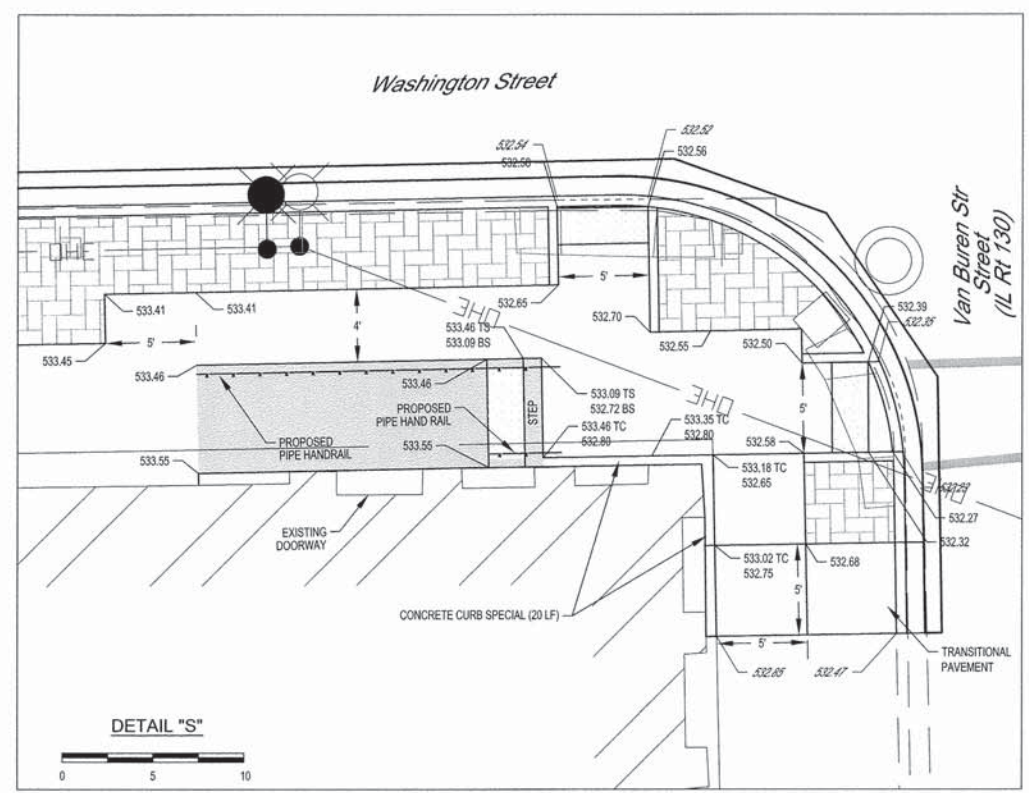 Washington Street
532.54
532.58
532.52
532.56
Van Buren Str
Street
(IL Rt 130)
533.41
533.41
5'
4'
533.45
533.46
OHE
533.46 TS
533.09 BS
532.65
5'
532.70
532.55
532.50
532.39
532.35
533.46
PROPOSED
PIPE HAND RAIL
STEP
533.09 TS
532.72 BS
533.46 TC
532.80
OHE
533.35 TC
532.80
5'
PROPOSED
PIPE HANDRAIL
533.55
533.55
532.58
533.18 TC
532.65
OHE
532.27
532.32
EXISTING
DOORWAY
533.02 TC
532.75
532.68
5'
CONCRETE CURB SPECIAL (20 LF)
5'
532.85
532.47
TRANSITIONAL
PAVEMENT
DETAIL "S"
0
5
10